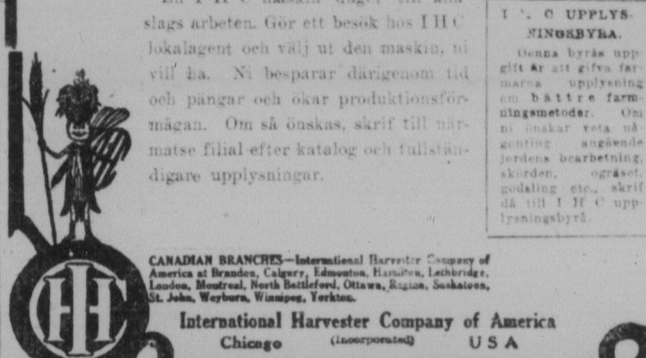 slags arbeten. Gör ett besök hos I H C
lokalagent och välj ut den maskin, ni
vill ha. Ni besparar därigenom tid
och pängar och ökar produktionsför-
mågan. Om så önskas, skrif till när-
matse filial efter katalog och fullstän-
digare upplysningar.
I H C UPPLYS
NINGSBYRA.
Denna byrås upp
gift är att gifva far
marna upplysning
om bättre farm-
ningsmetoder. Om
ni önskar veta nå
gonting angående
jordens bearbetning,
skörden, ogräset,
gödsling etc., skrif
då till I H C upp
lysningsbyrå.
CANADIAN BRANCHES—International Harvester Company of
America at Brandon, Calgary, Edmonton, Hamilton, Lethbridge,
London, Montreal, North Battleford, Ottawa, Regina, Saskatoon,
St. John, Weyburn, Winnipeg, Yorkton.
IHC
International Harvester Company of America
Chicago (Incorporated) U S A